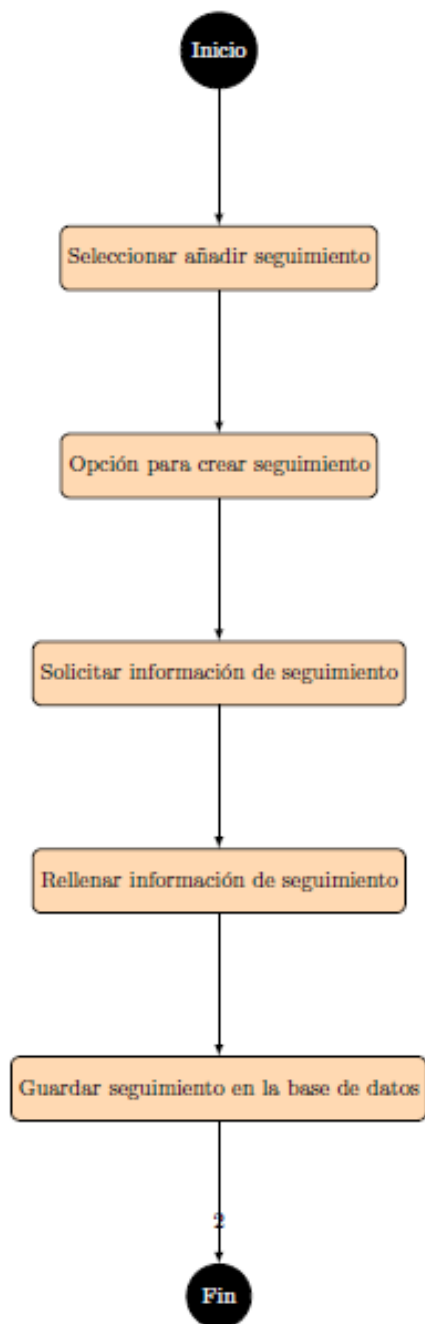 Inicio
Seleccionar añadir seguimiento
Opción para crear seguimiento
Solicitar información de seguimiento
Rellenar información de seguimiento
Guardar seguimiento en la base de datos
2
Fin